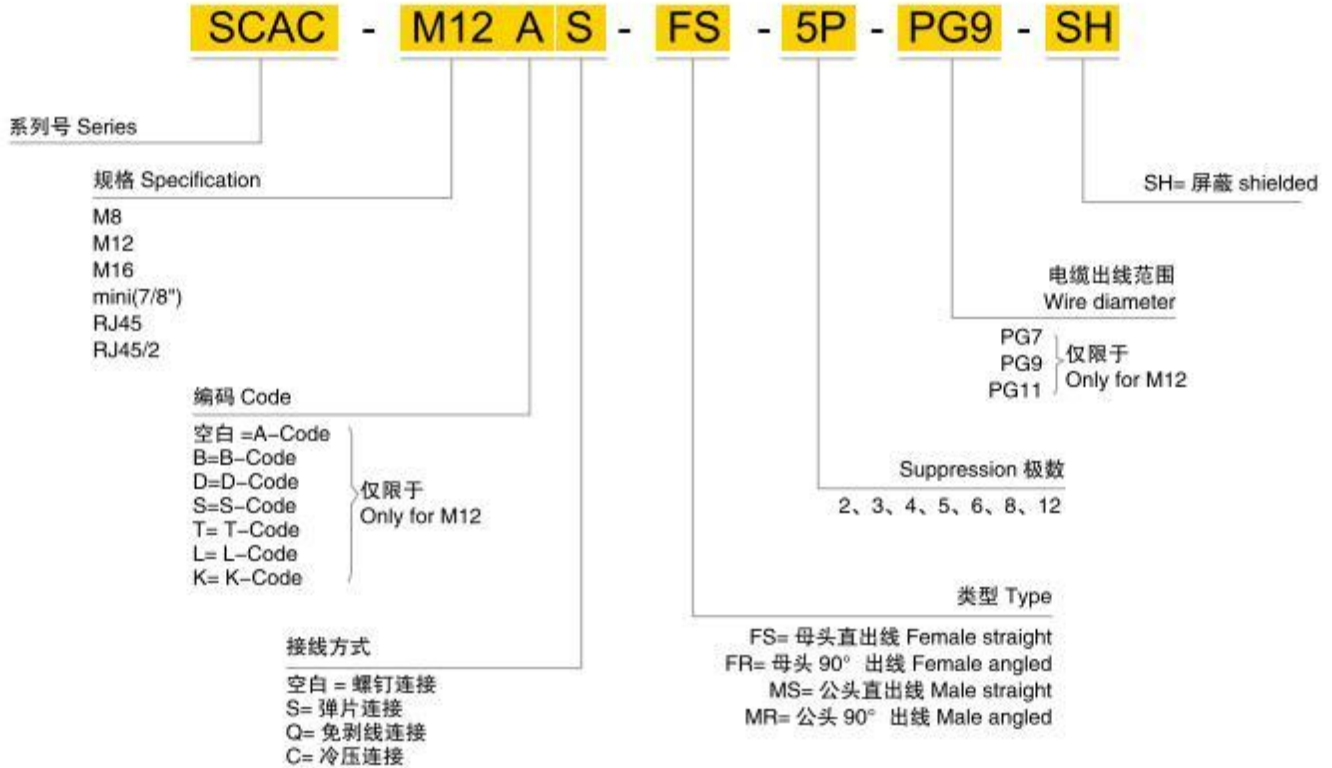 SCAC - M12 A S - FS - 5P - PG9 - SH
系列号 Series
规格 Specification
M8
M12
M16
mini(7/8")
RJ45
RJ45/2
SH= 屏蔽 shielded
电缆出线范围
Wire diameter
PG7
PG9
PG11
仅限于
Only for M12
编码 Code
空白 =A–Code
B=B–Code
D=D–Code
S=S–Code
T= T–Code
L= L–Code
K= K–Code
仅限于
Only for M12
Suppression 极数
2、3、4、5、6、8、12
类型 Type
FS= 母头直出线 Female straight
FR= 母头 90° 出线 Female angled
MS= 公头直出线 Male straight
MR= 公头 90° 出线 Male angled
接线方式
空白 = 螺钉连接
S= 弹片连接
Q= 免剥线连接
C= 冷压连接